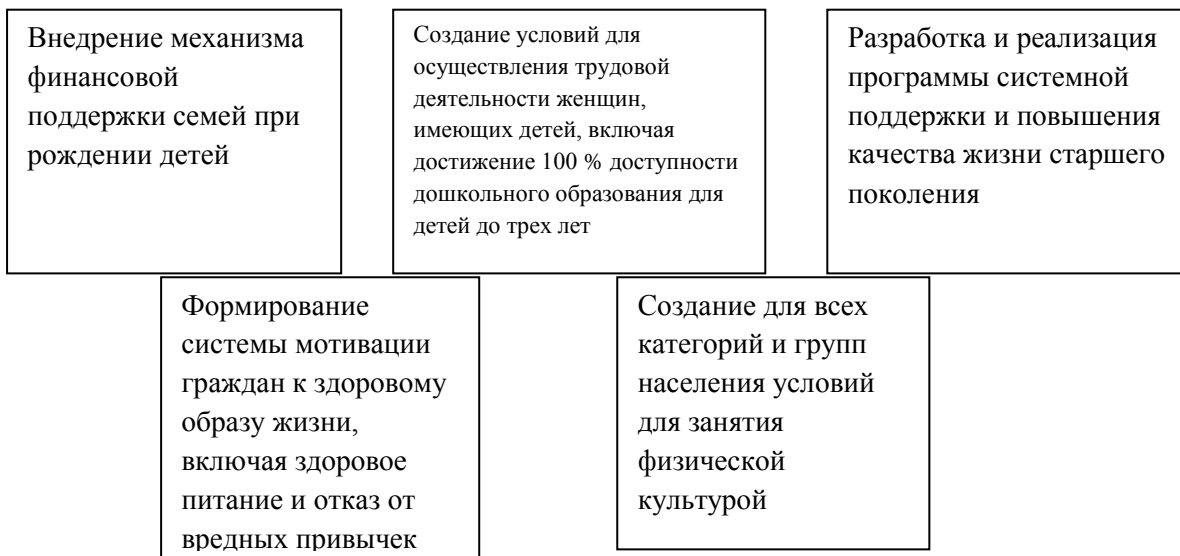 Внедрение механизма
финансовой
поддержки семей при
рождении детей
Создание условий для
осуществления трудовой
деятельности женщин,
имеющих детей, включая
достижение 100 % доступности
дошкольного образования для
детей до трех лет
Разработка и реализация
программы системной
поддержки и повышения
качества жизни старшего
поколения
Формирование
системы мотивации
граждан к здоровому
образу жизни,
включая здоровое
питание и отказ от
вредных привычек
Создание для всех
категорий и групп
населения условий
для занятия
физической
культурой